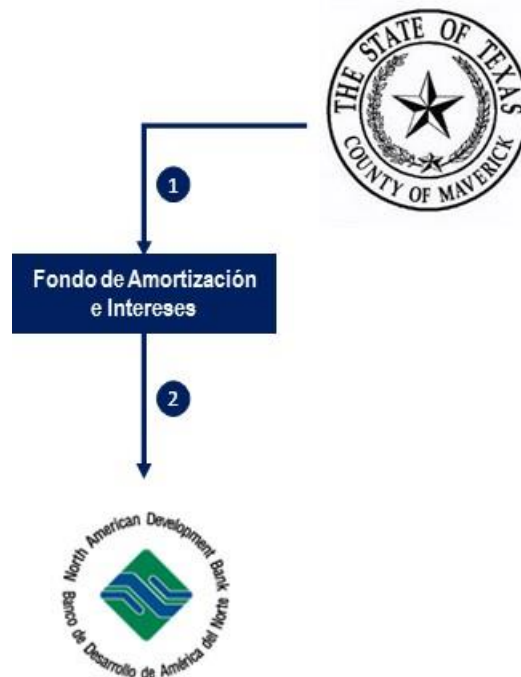 THE STATE OF TEXAS
COUNTY OF MAVERICK
1
Fondo de Amortización
e Intereses
2
North American Development Bank
Banco de Desarrollo de América del Norte